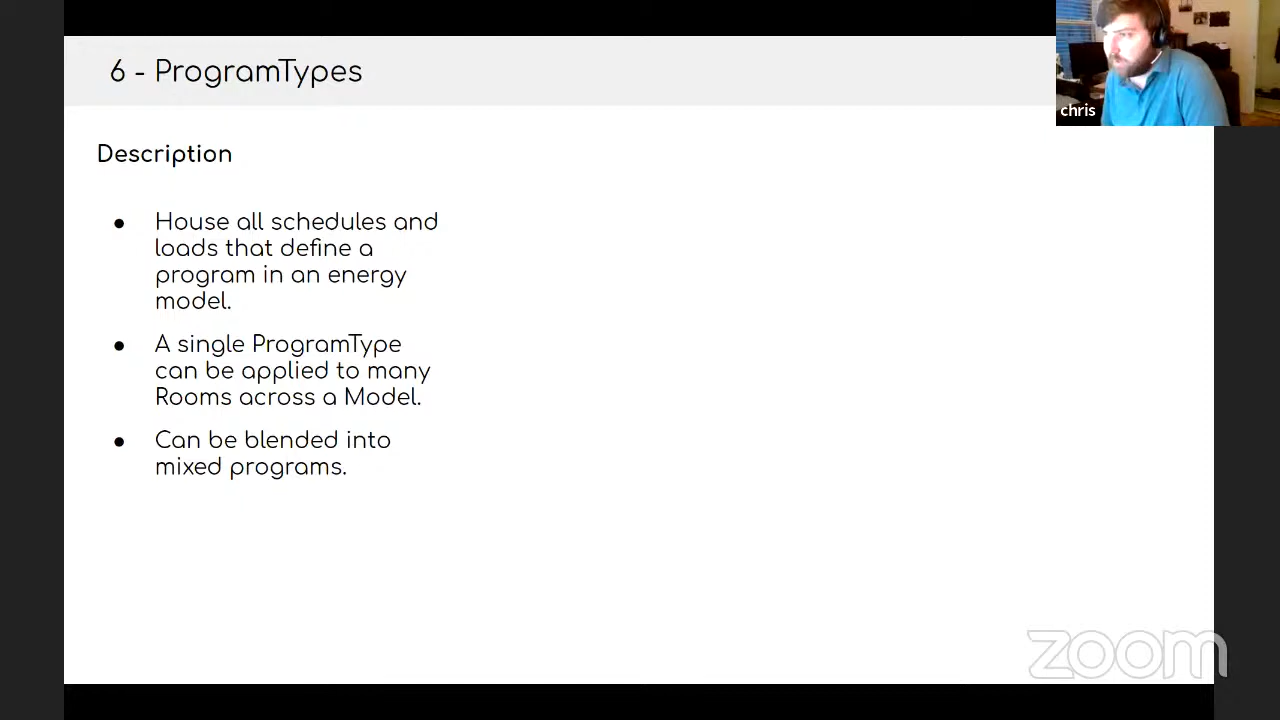 6 - ProgramTypes
chris
Description
● House all schedules and
loads that define a
program in an energy
model.
● A single ProgramType
can be applied to many
Rooms across a Model.
● Can be blended into
mixed programs.
zoom